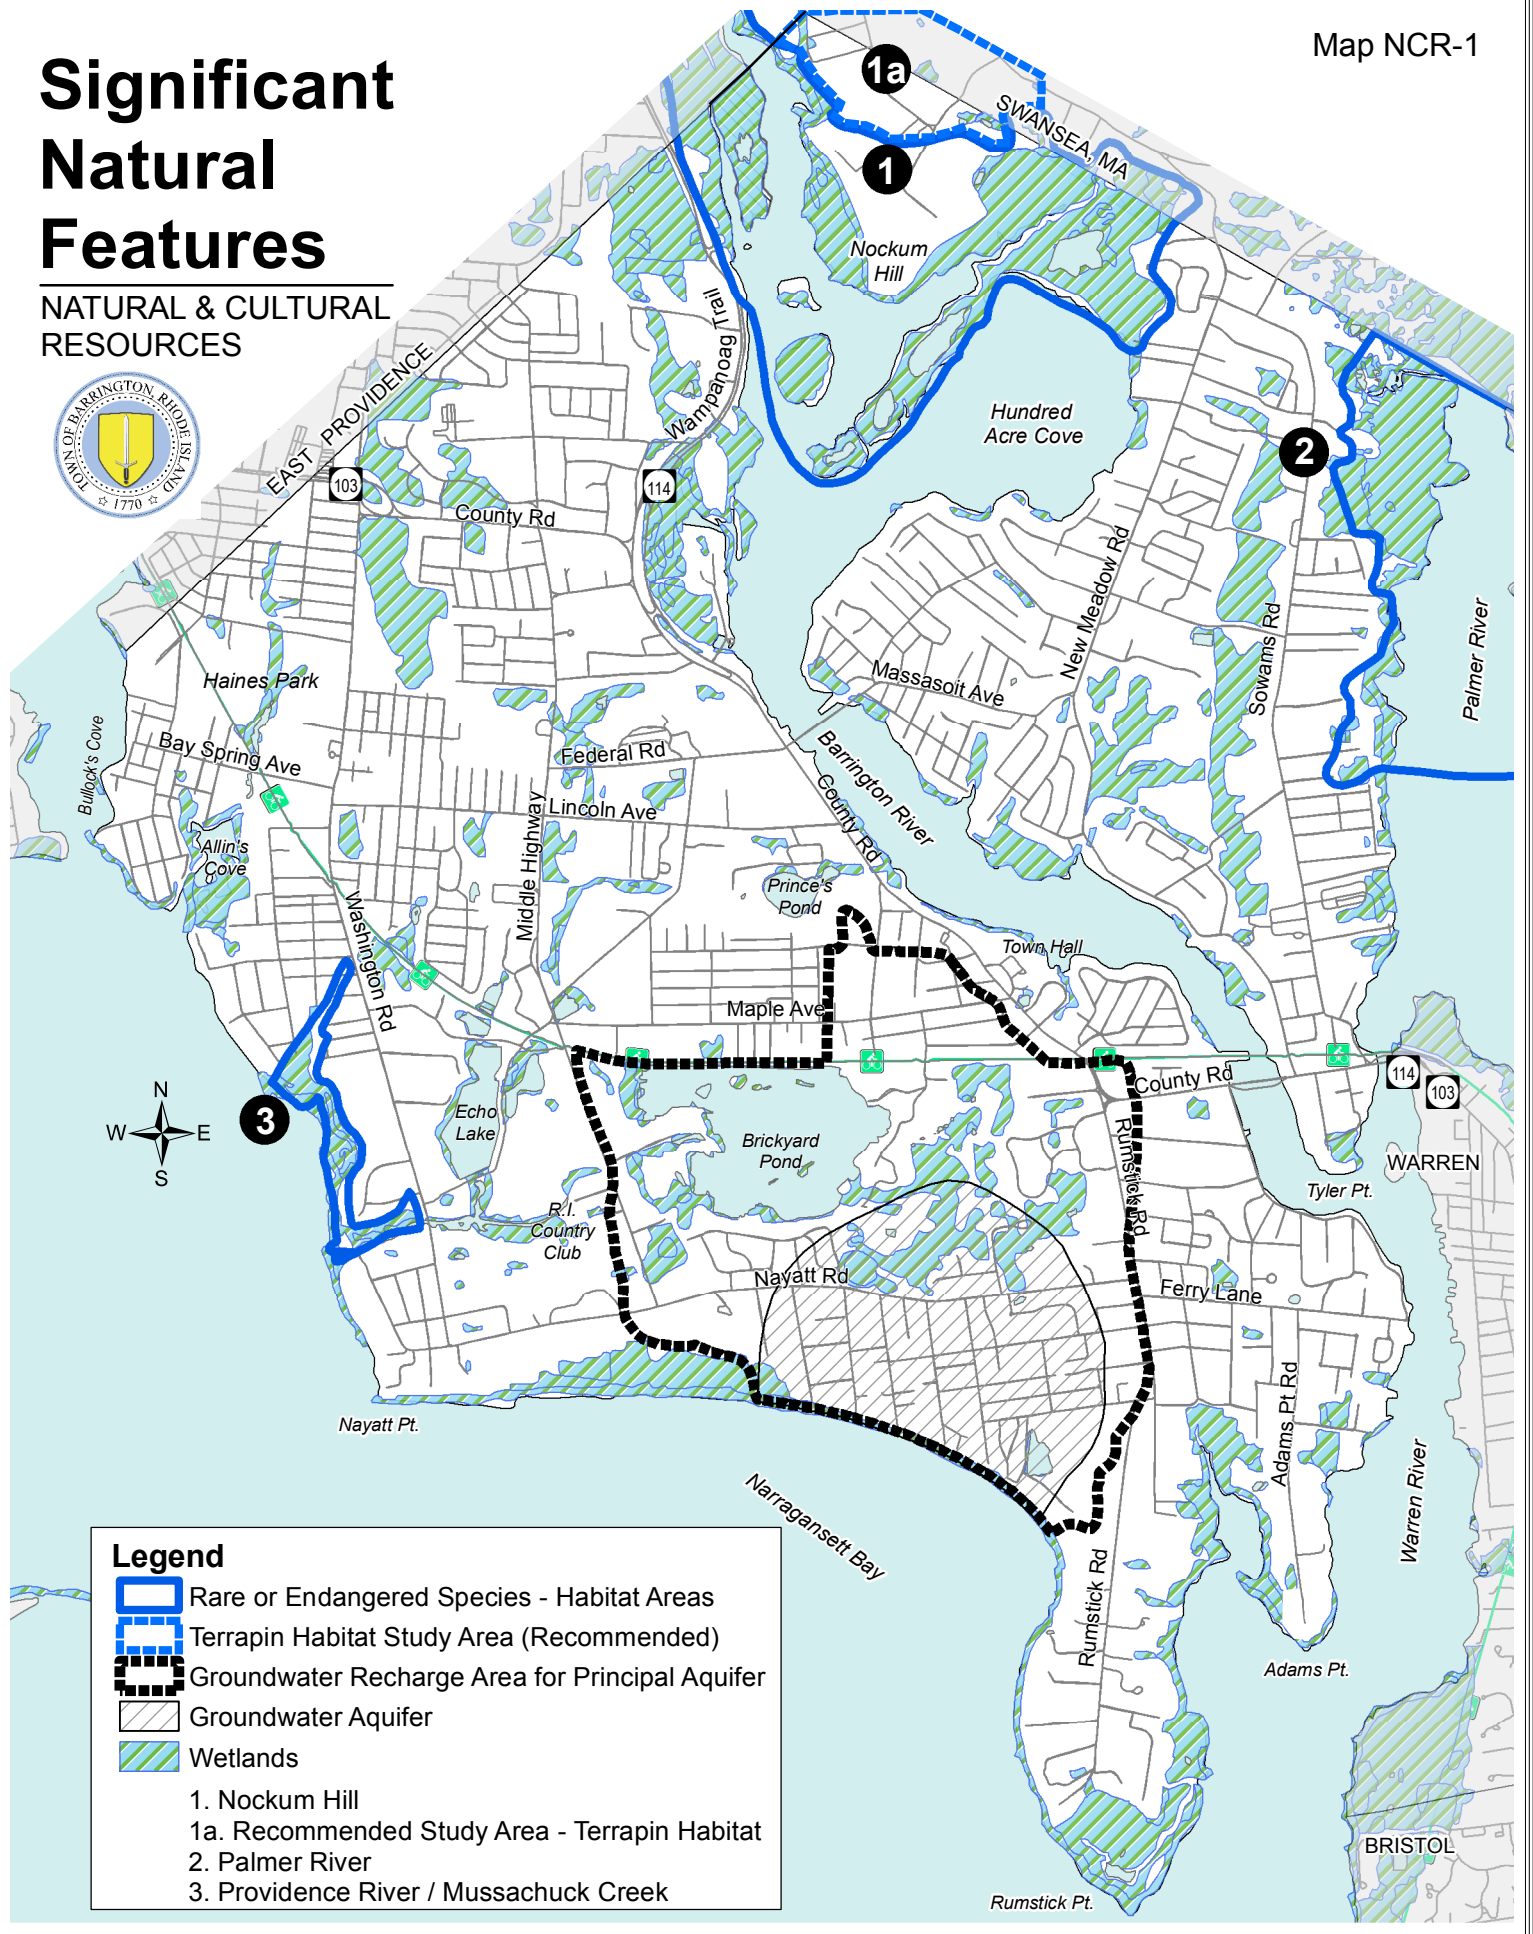 Map NCR-1
Significant
Natural
Features
NATURAL & CULTURAL
RESOURCES
TOWN OF BARRINGTON, RHODE ISLAND
1770
1a
1
SWANSEA, MA
Nockum
Hill
Wampanoag Trail
EAST PROVIDENCE
Hundred
Acre Cove
2
103
114
County Rd
New Meadow Rd
Sowams Rd
Palmer River
Haines Park
Massasoit Ave
Bullock's Cove
Bay Spring Ave
Federal Rd
Barrington River
County Rd
Lincoln Ave
Middle Highway
Allin's
Cove
Prince's
Pond
Washington Rd
Town Hall
Maple Ave
114
103
County Rd
N
W E
S
3
Echo
Lake
Brickyard
Pond
Rumstick Rd
WARREN
Tyler Pt.
R.I.
Country
Club
Nayatt Rd
Ferry Lane
Adams Pt Rd
Nayatt Pt.
Warren River
Narragansett Bay
Rumstick Rd
Adams Pt.
Legend
Rare or Endangered Species - Habitat Areas
Terrapin Habitat Study Area (Recommended)
Groundwater Recharge Area for Principal Aquifer
Groundwater Aquifer
Wetlands
1. Nockum Hill
1a. Recommended Study Area - Terrapin Habitat
2. Palmer River
3. Providence River / Mussachuck Creek
BRISTOL
Rumstick Pt.